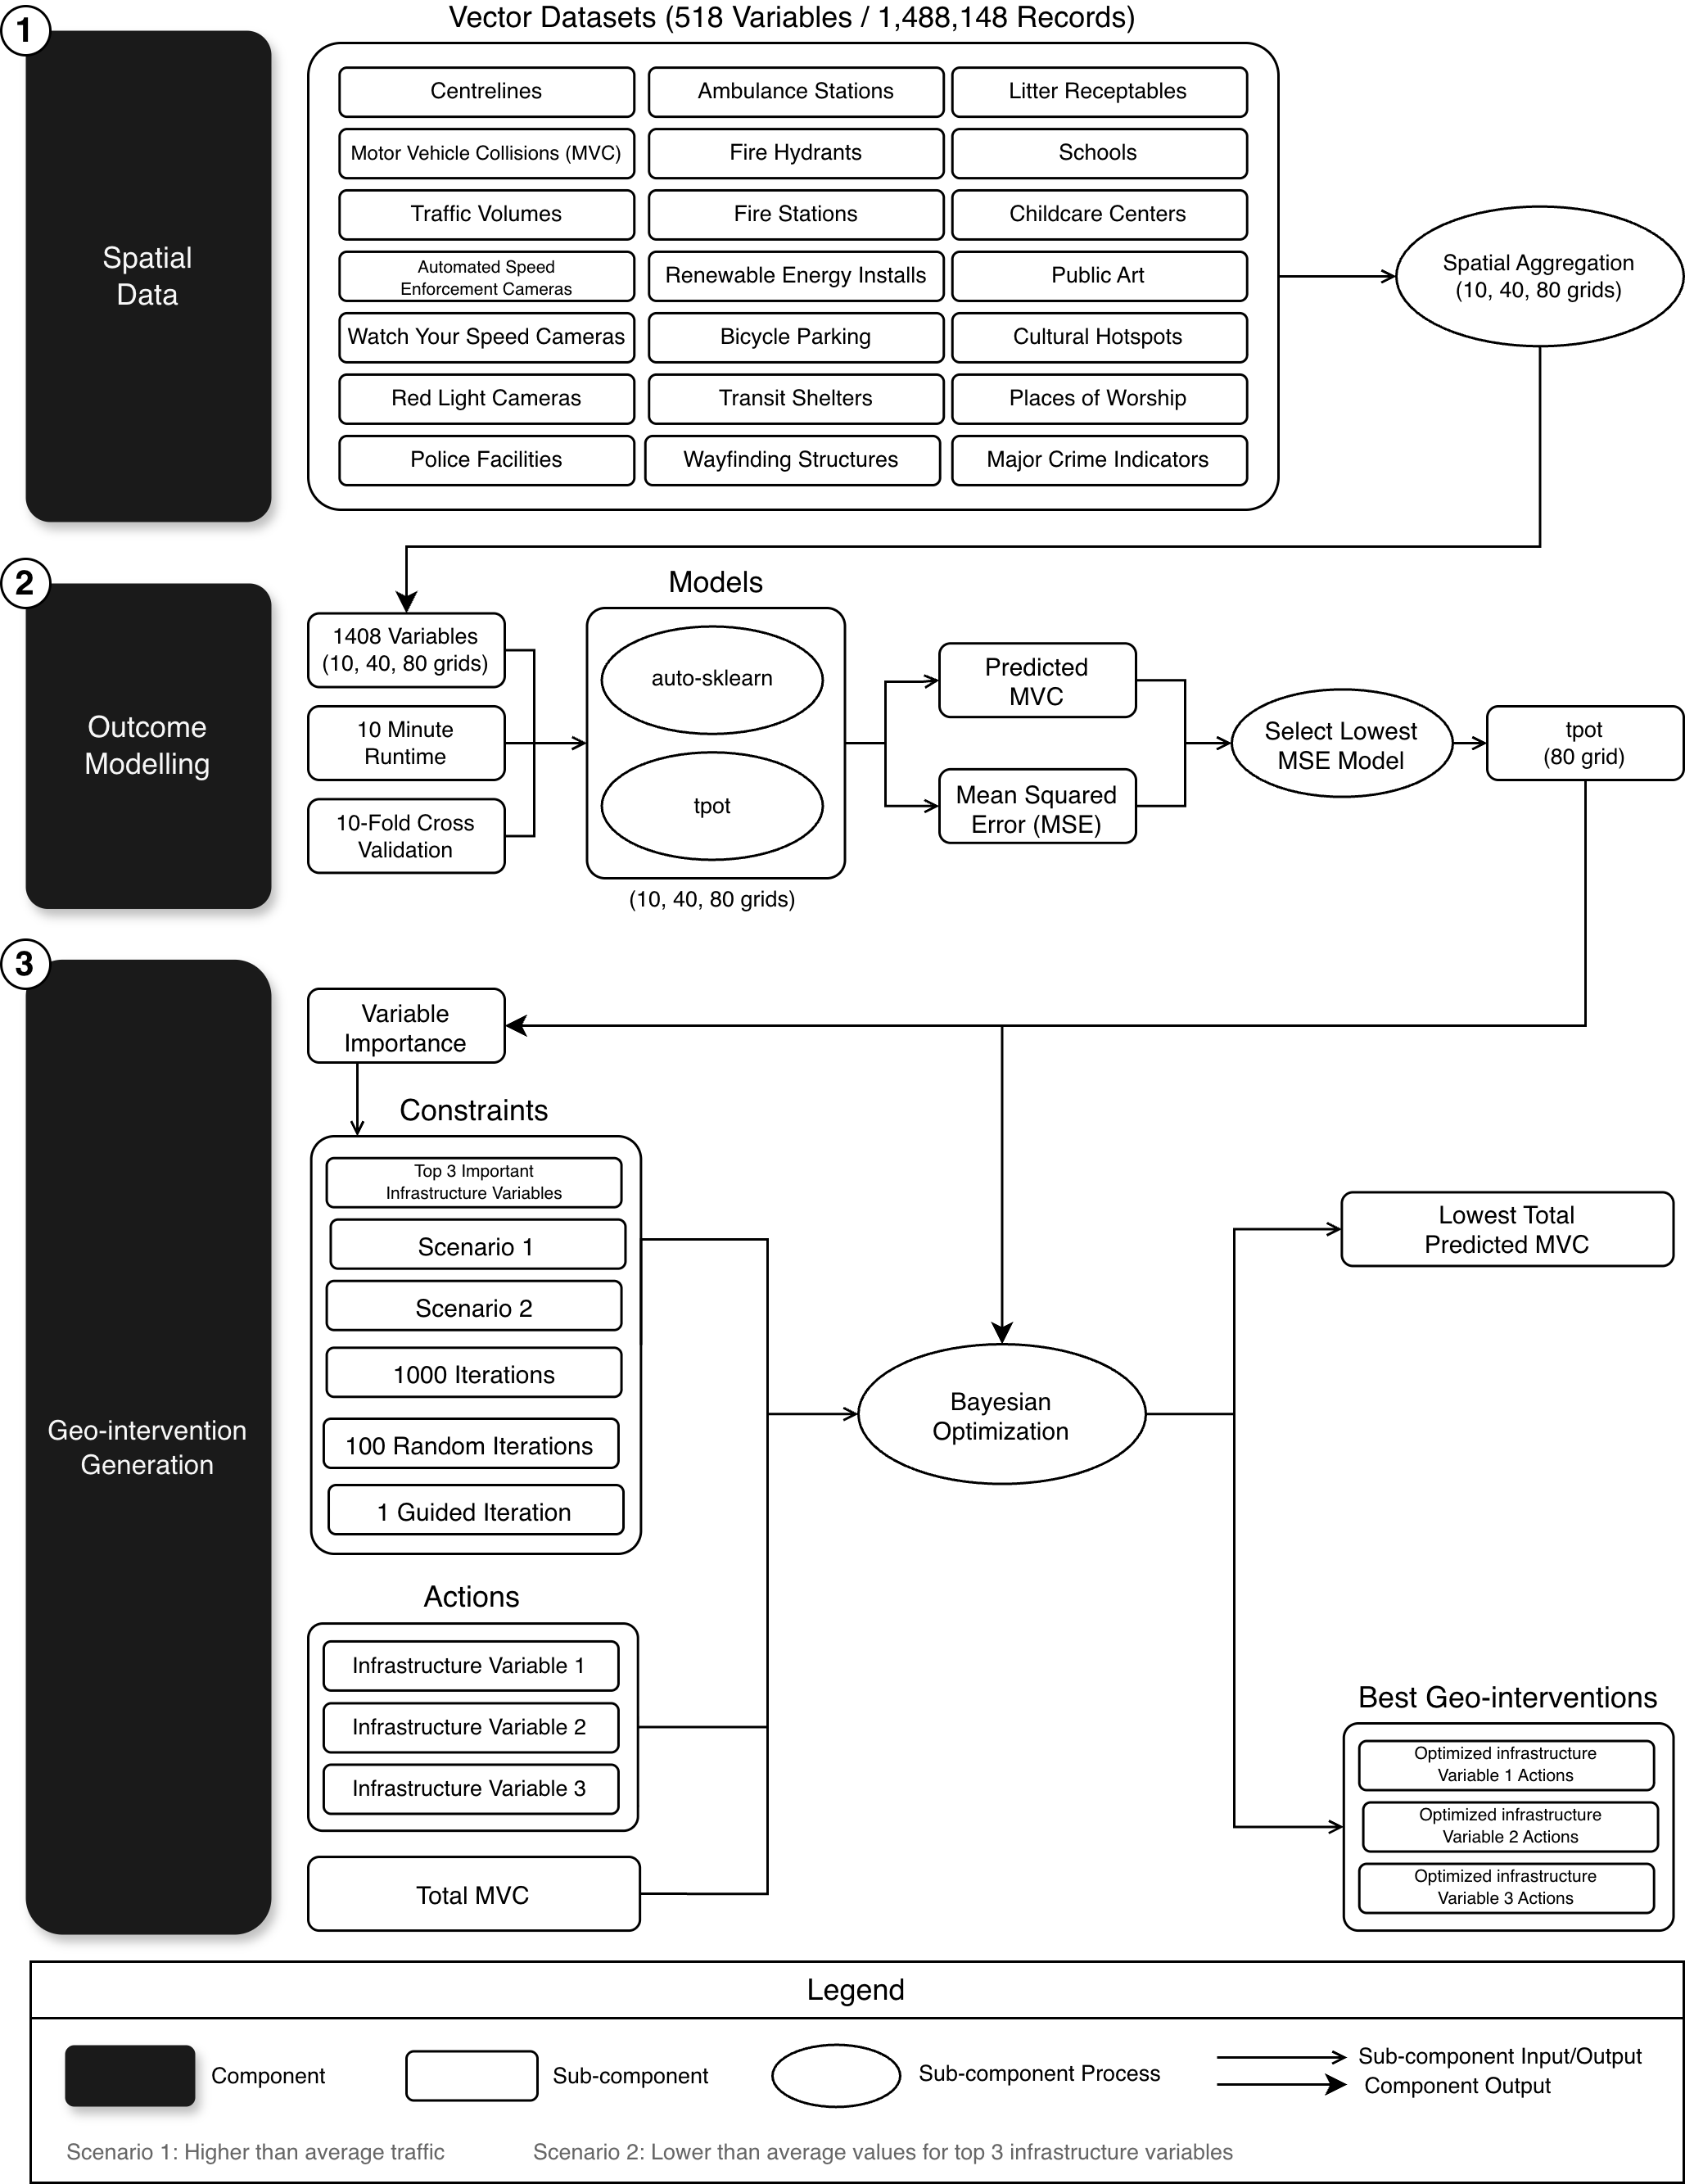 1
Spatial
Data
Vector Datasets (518 Variables / 1,488,148 Records)
Centrelines
Ambulance Stations
Litter Receptables
Motor Vehicle Collisions (MVC)
Fire Hydrants
Schools
Traffic Volumes
Fire Stations
Childcare Centers
Automated Speed
Enforcement Cameras
Renewable Energy Installs
Public Art
Watch Your Speed Cameras
Bicycle Parking
Cultural Hotspots
Red Light Cameras
Transit Shelters
Places of Worship
Police Facilities
Wayfinding Structures
Major Crime Indicators
Spatial Aggregation
(10, 40, 80 grids)
2
Outcome
Modelling
1408 Variables
(10, 40, 80 grids)
10 Minute
Runtime
10-Fold Cross
Validation
Models
auto-sklearn
tpot
(10, 40, 80 grids)
Predicted
MVC
Mean Squared
Error (MSE)
Select Lowest
MSE Model
tpot
(80 grid)
3
Geo-intervention
Generation
Variable
Importance
Constraints
Top 3 Important
Infrastructure Variables
Scenario 1
Scenario 2
1000 Iterations
100 Random Iterations
1 Guided Iteration
Actions
Infrastructure Variable 1
Infrastructure Variable 2
Infrastructure Variable 3
Total MVC
Bayesian
Optimization
Lowest Total
Predicted MVC
Best Geo-interventions
Optimized infrastructure
Variable 1 Actions
Optimized infrastructure
Variable 2 Actions
Optimized infrastructure
Variable 3 Actions
Legend
Component
Sub-component
Sub-component Process
Sub-component Input/Output
Component Output
Scenario 1: Higher than average traffic
Scenario 2: Lower than average values for top 3 infrastructure variables